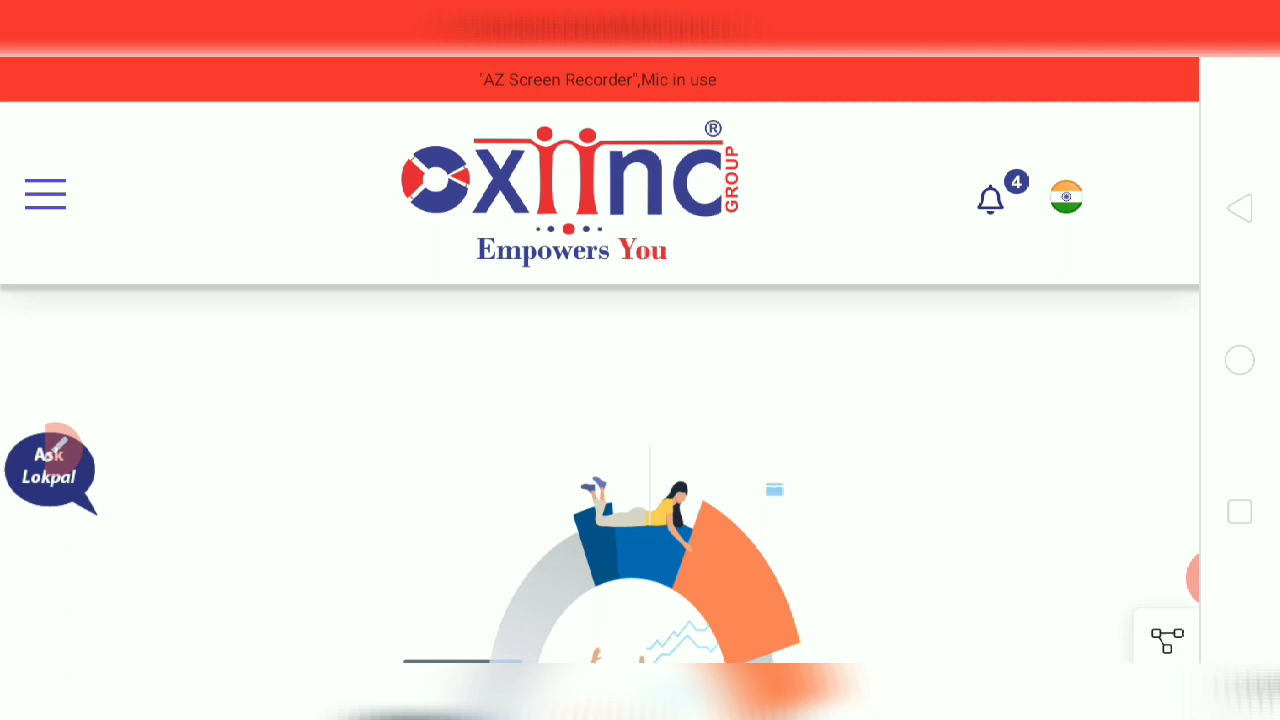 "AZ Screen Recorder",Mic in use
oxiinc GROUP ®
Empowers You
4
Ask
Lokpal